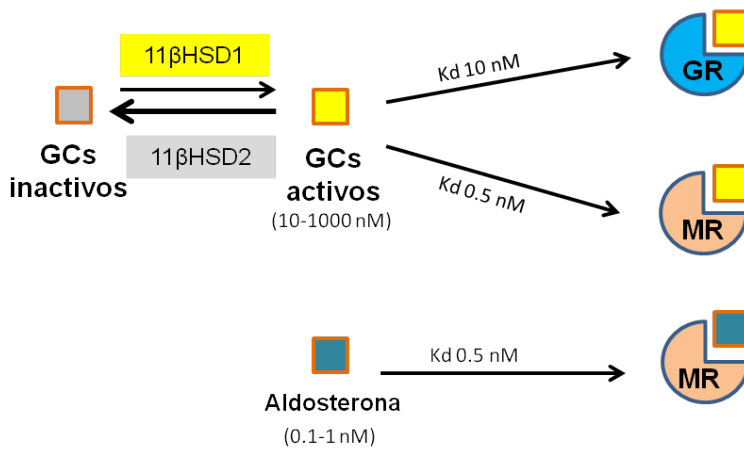 11βHSD1
Kd 10 nM
GR
11βHSD2
GCs
inactivos
GCs
activos
(10-1000 nM)
Kd 0.5 nM
MR
Kd 0.5 nM
MR
Aldosterona
(0.1-1 nM)